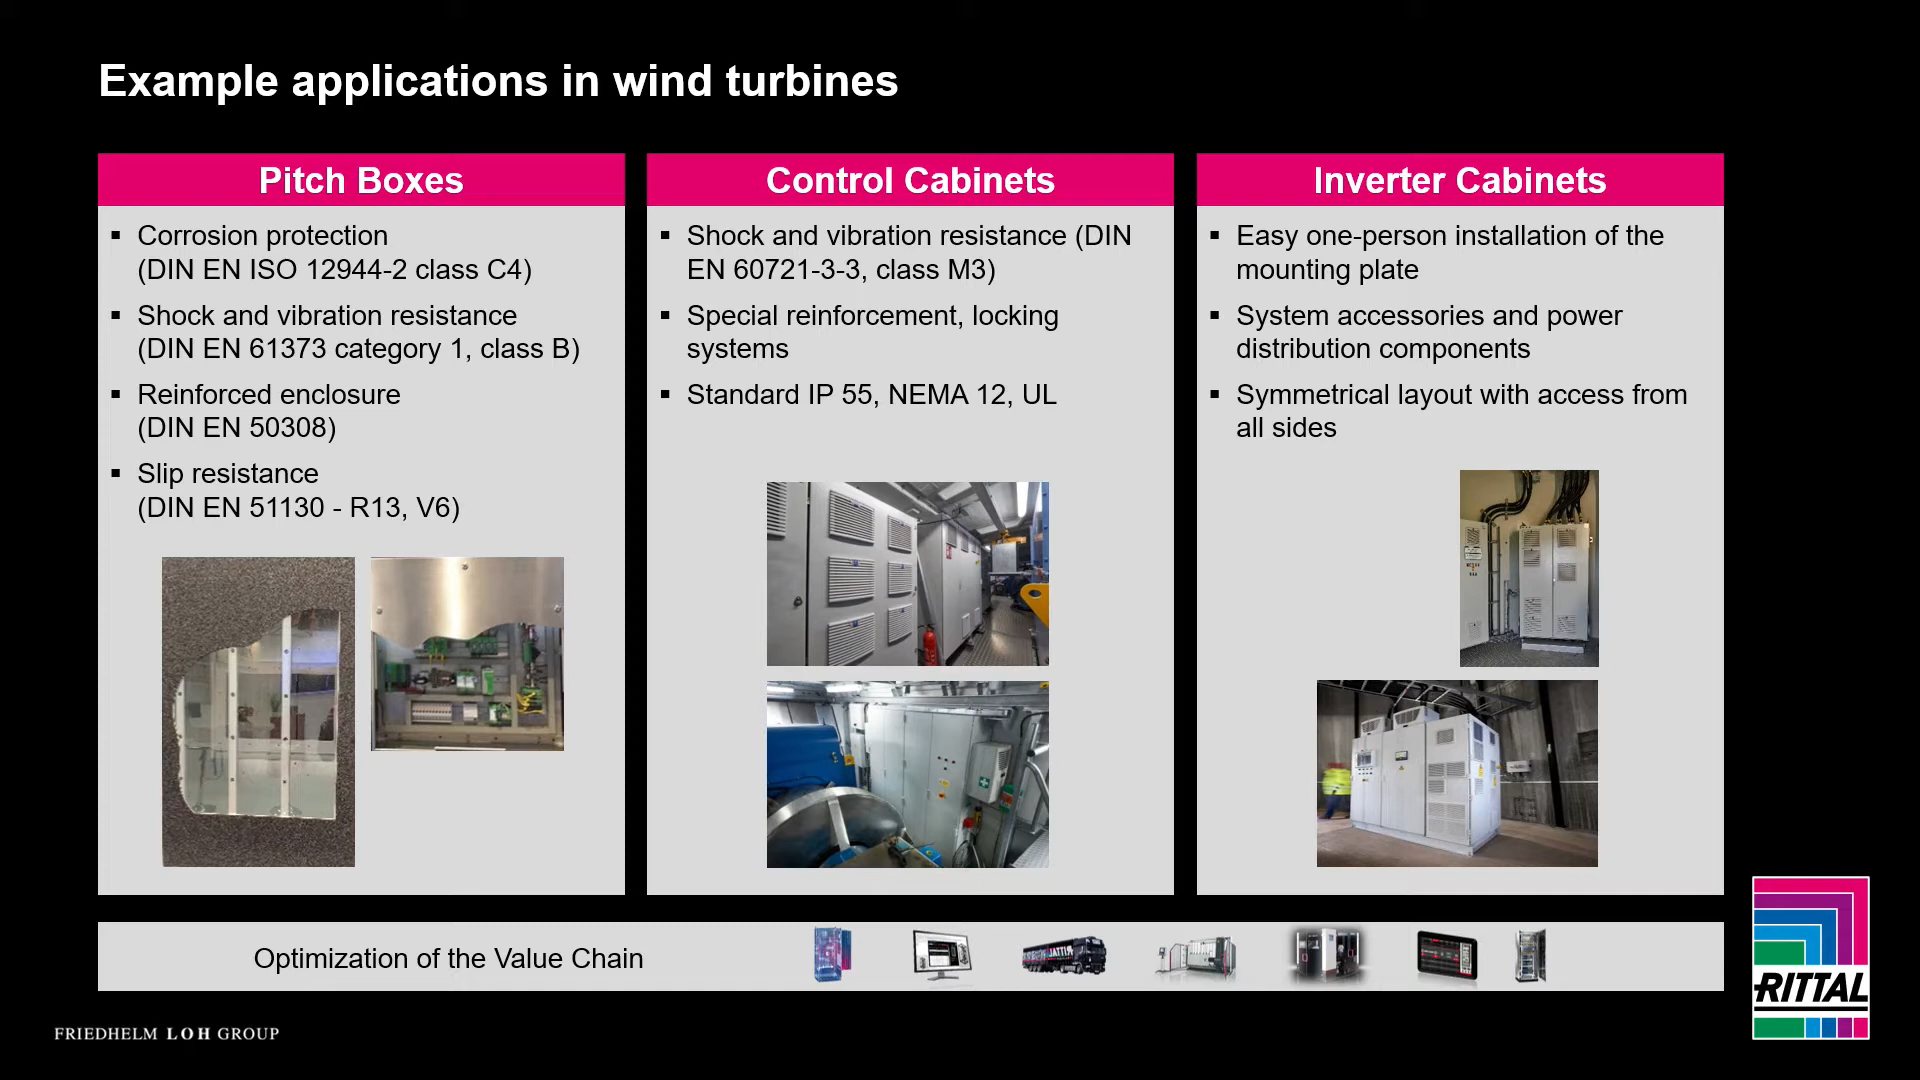 Example applications in wind turbines
Pitch Boxes
▪ Corrosion protection
(DIN EN ISO 12944-2 class C4)
▪ Shock and vibration resistance
(DIN EN 61373 category 1, class B)
▪ Reinforced enclosure
(DIN EN 50308)
▪ Slip resistance
(DIN EN 51130 - R13, V6)
Control Cabinets
▪ Shock and vibration resistance (DIN
EN 60721-3-3, class M3)
▪ Special reinforcement, locking
systems
▪ Standard IP 55, NEMA 12, UL
Inverter Cabinets
▪ Easy one-person installation of the
mounting plate
▪ System accessories and power
distribution components
▪ Symmetrical layout with access from
all sides
Optimization of the Value Chain
RITTAL
FRIEDHELM LOH GROUP